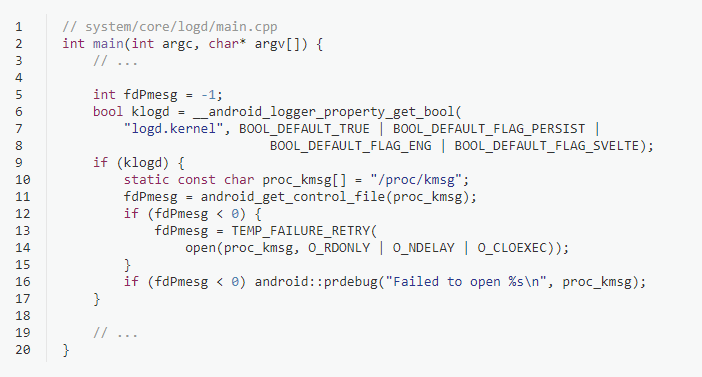 1 // system/core/logd/main.cpp
2 int main(int argc, char* argv[]) {
3     // ...
4
5     int fdPmesg = -1;
6     bool klogd = __android_logger_property_get_bool(
7         "logd.kernel", BOOL_DEFAULT_TRUE | BOOL_DEFAULT_FLAG_PERSIST |
8                            BOOL_DEFAULT_FLAG_ENG | BOOL_DEFAULT_FLAG_SVELTE);
9     if (klogd) {
10         static const char proc_kmsg[] = "/proc/kmsg";
11         fdPmesg = android_get_control_file(proc_kmsg);
12         if (fdPmesg < 0) {
13             fdPmesg = TEMP_FAILURE_RETRY(
14                 open(proc_kmsg, O_RDONLY | O_NDELAY | O_CLOEXEC));
15         }
16         if (fdPmesg < 0) android::prdebug("Failed to open %s\n", proc_kmsg);
17     }
18
19     // ...
20 }